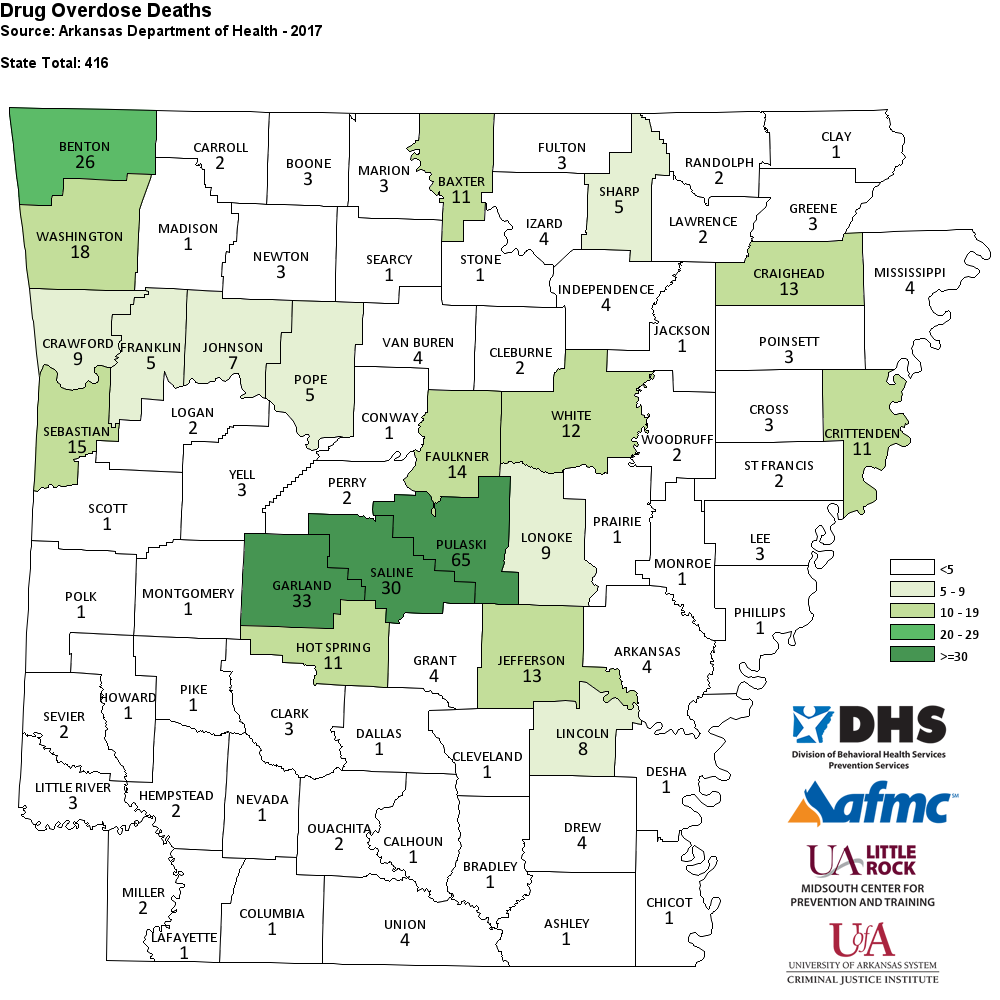 Drug Overdose Deaths
Source: Arkansas Department of Health - 2017
State Total: 416
BENTON
26
CARROLL
2
BOONE
3
MARION
3
BAXTER
11
FULTON
3
SHARP
5
RANDOLPH
2
CLAY
1
WASHINGTON
18
MADISON
1
NEWTON
3
SEARCY
1
STONE
1
IZARD
4
LAWRENCE
2
GREENE
3
INDEPENDENCE
4
CRAIGHEAD
13
MISSISSIPPI
4
CRAWFORD
9
FRANKLIN
5
JOHNSON
7
POPE
5
VAN BUREN
4
CLEBURNE
2
JACKSON
1
POINSETT
3
SEBASTIAN
15
LOGAN
2
CONWAY
1
FAULKNER
14
WHITE
12
WOODRUFF
2
CROSS
3
CRITTENDEN
11
SCOTT
1
YELL
3
PERRY
2
PULASKI
65
LONOKE
9
PRAIRIE
1
ST FRANCIS
2
LEE
3
MONROE
1
PHILLIPS
1
POLK
1
MONTGOMERY
1
GARLAND
33
SALINE
30
HOT SPRING
11
GRANT
4
JEFFERSON
13
ARKANSAS
4
HOWARD
1
PIKE
1
SEVIER
2
CLARK
3
DALLAS
1
CLEVELAND
1
LINCOLN
8
DESHA
1
LITTLE RIVER
3
HEMPSTEAD
2
NEVADA
1
OUACHITA
2
CALHOUN
1
BRADLEY
1
DREW
4
MILLER
2
LAFAYETTE
1
COLUMBIA
1
UNION
4
ASHLEY
1
CHICOT
1
<5
5 - 9
10 - 19
20 - 29
>=30
DHS
Division of Behavioral Health Services
Prevention Services
afmc SM
UA LITTLE
ROCK
MIDSOUTH CENTER FOR
PREVENTION AND TRAINING
UofA
UNIVERSITY OF ARKANSAS SYSTEM
CRIMINAL JUSTICE INSTITUTE